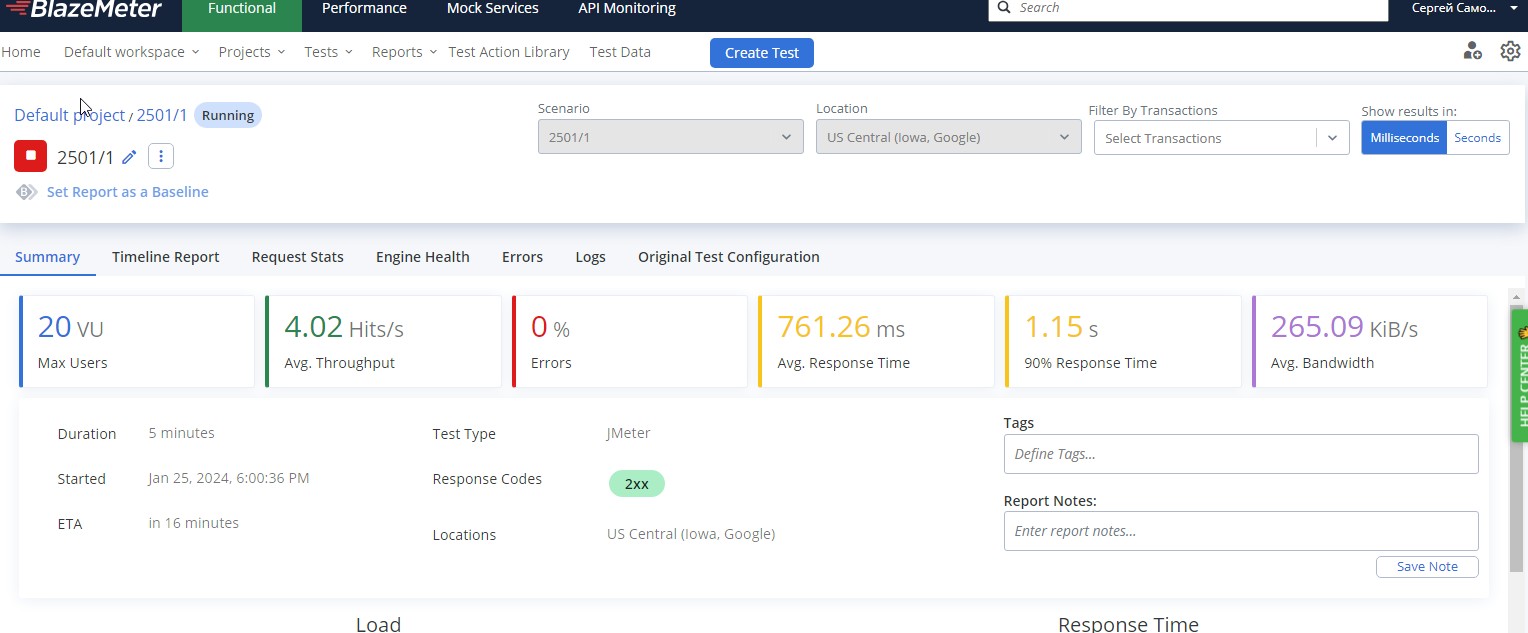 BlazeMeter Functional Performance Mock Services API Monitoring Search Сергей Само...
Home Default workspace Projects Tests Reports Test Action Library Test Data Create Test
Default project / 2501/1 Running
2501/1
Set Report as a Baseline
Scenario
2501/1
Location
US Central (Iowa, Google)
Filter By Transactions
Select Transactions
Show results in:
Milliseconds Seconds
Summary Timeline Report Request Stats Engine Health Errors Logs Original Test Configuration
20 VU
Max Users
4.02 Hits/s
Avg. Throughput
0 %
Errors
761.26 ms
Avg. Response Time
1.15 s
90% Response Time
265.09 KiB/s
Avg. Bandwidth
Duration 5 minutes
Started Jan 25, 2024, 6:00:36 PM
ETA in 16 minutes
Test Type JMeter
Response Codes 2xx
Locations US Central (Iowa, Google)
Tags
Define Tags...
Report Notes:
Enter report notes...
Save Note
HELP CENTER
Load Response Time